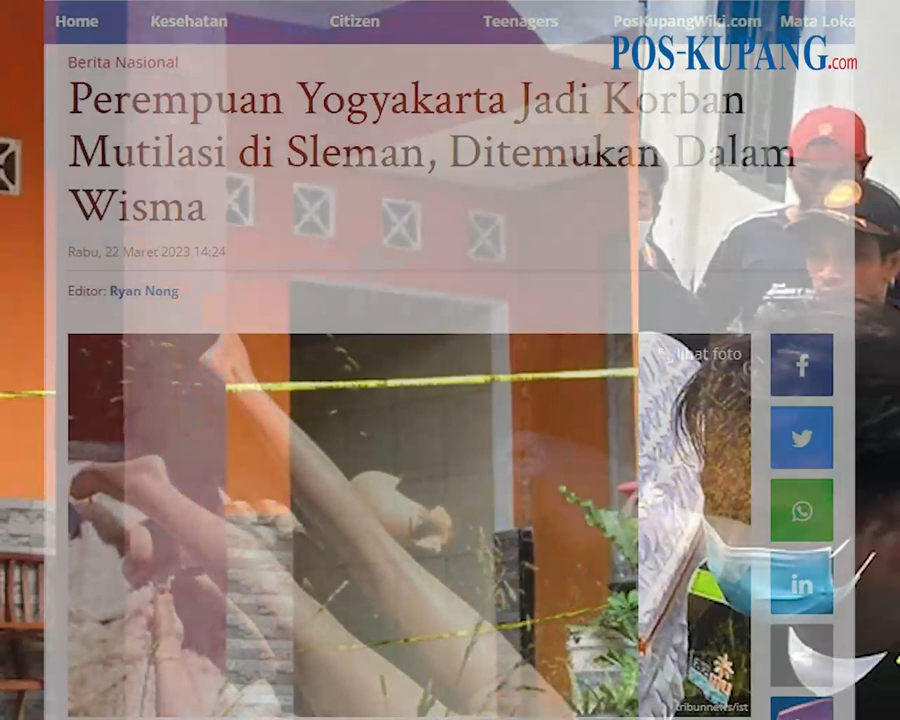 Home Kesehatan Citizen Teenagers PosKupangWiki.com Mata Loka
POS-KUPANG.com
Berita Nasional
Perempuan Yogyakarta Jadi Korban
Mutilasi di Sleman, Ditemukan Dalam
Wisma
Rabu, 22 Maret 2023 14:24
Editor: Ryan Nong
lihat foto
f
in
tribunnews/ist